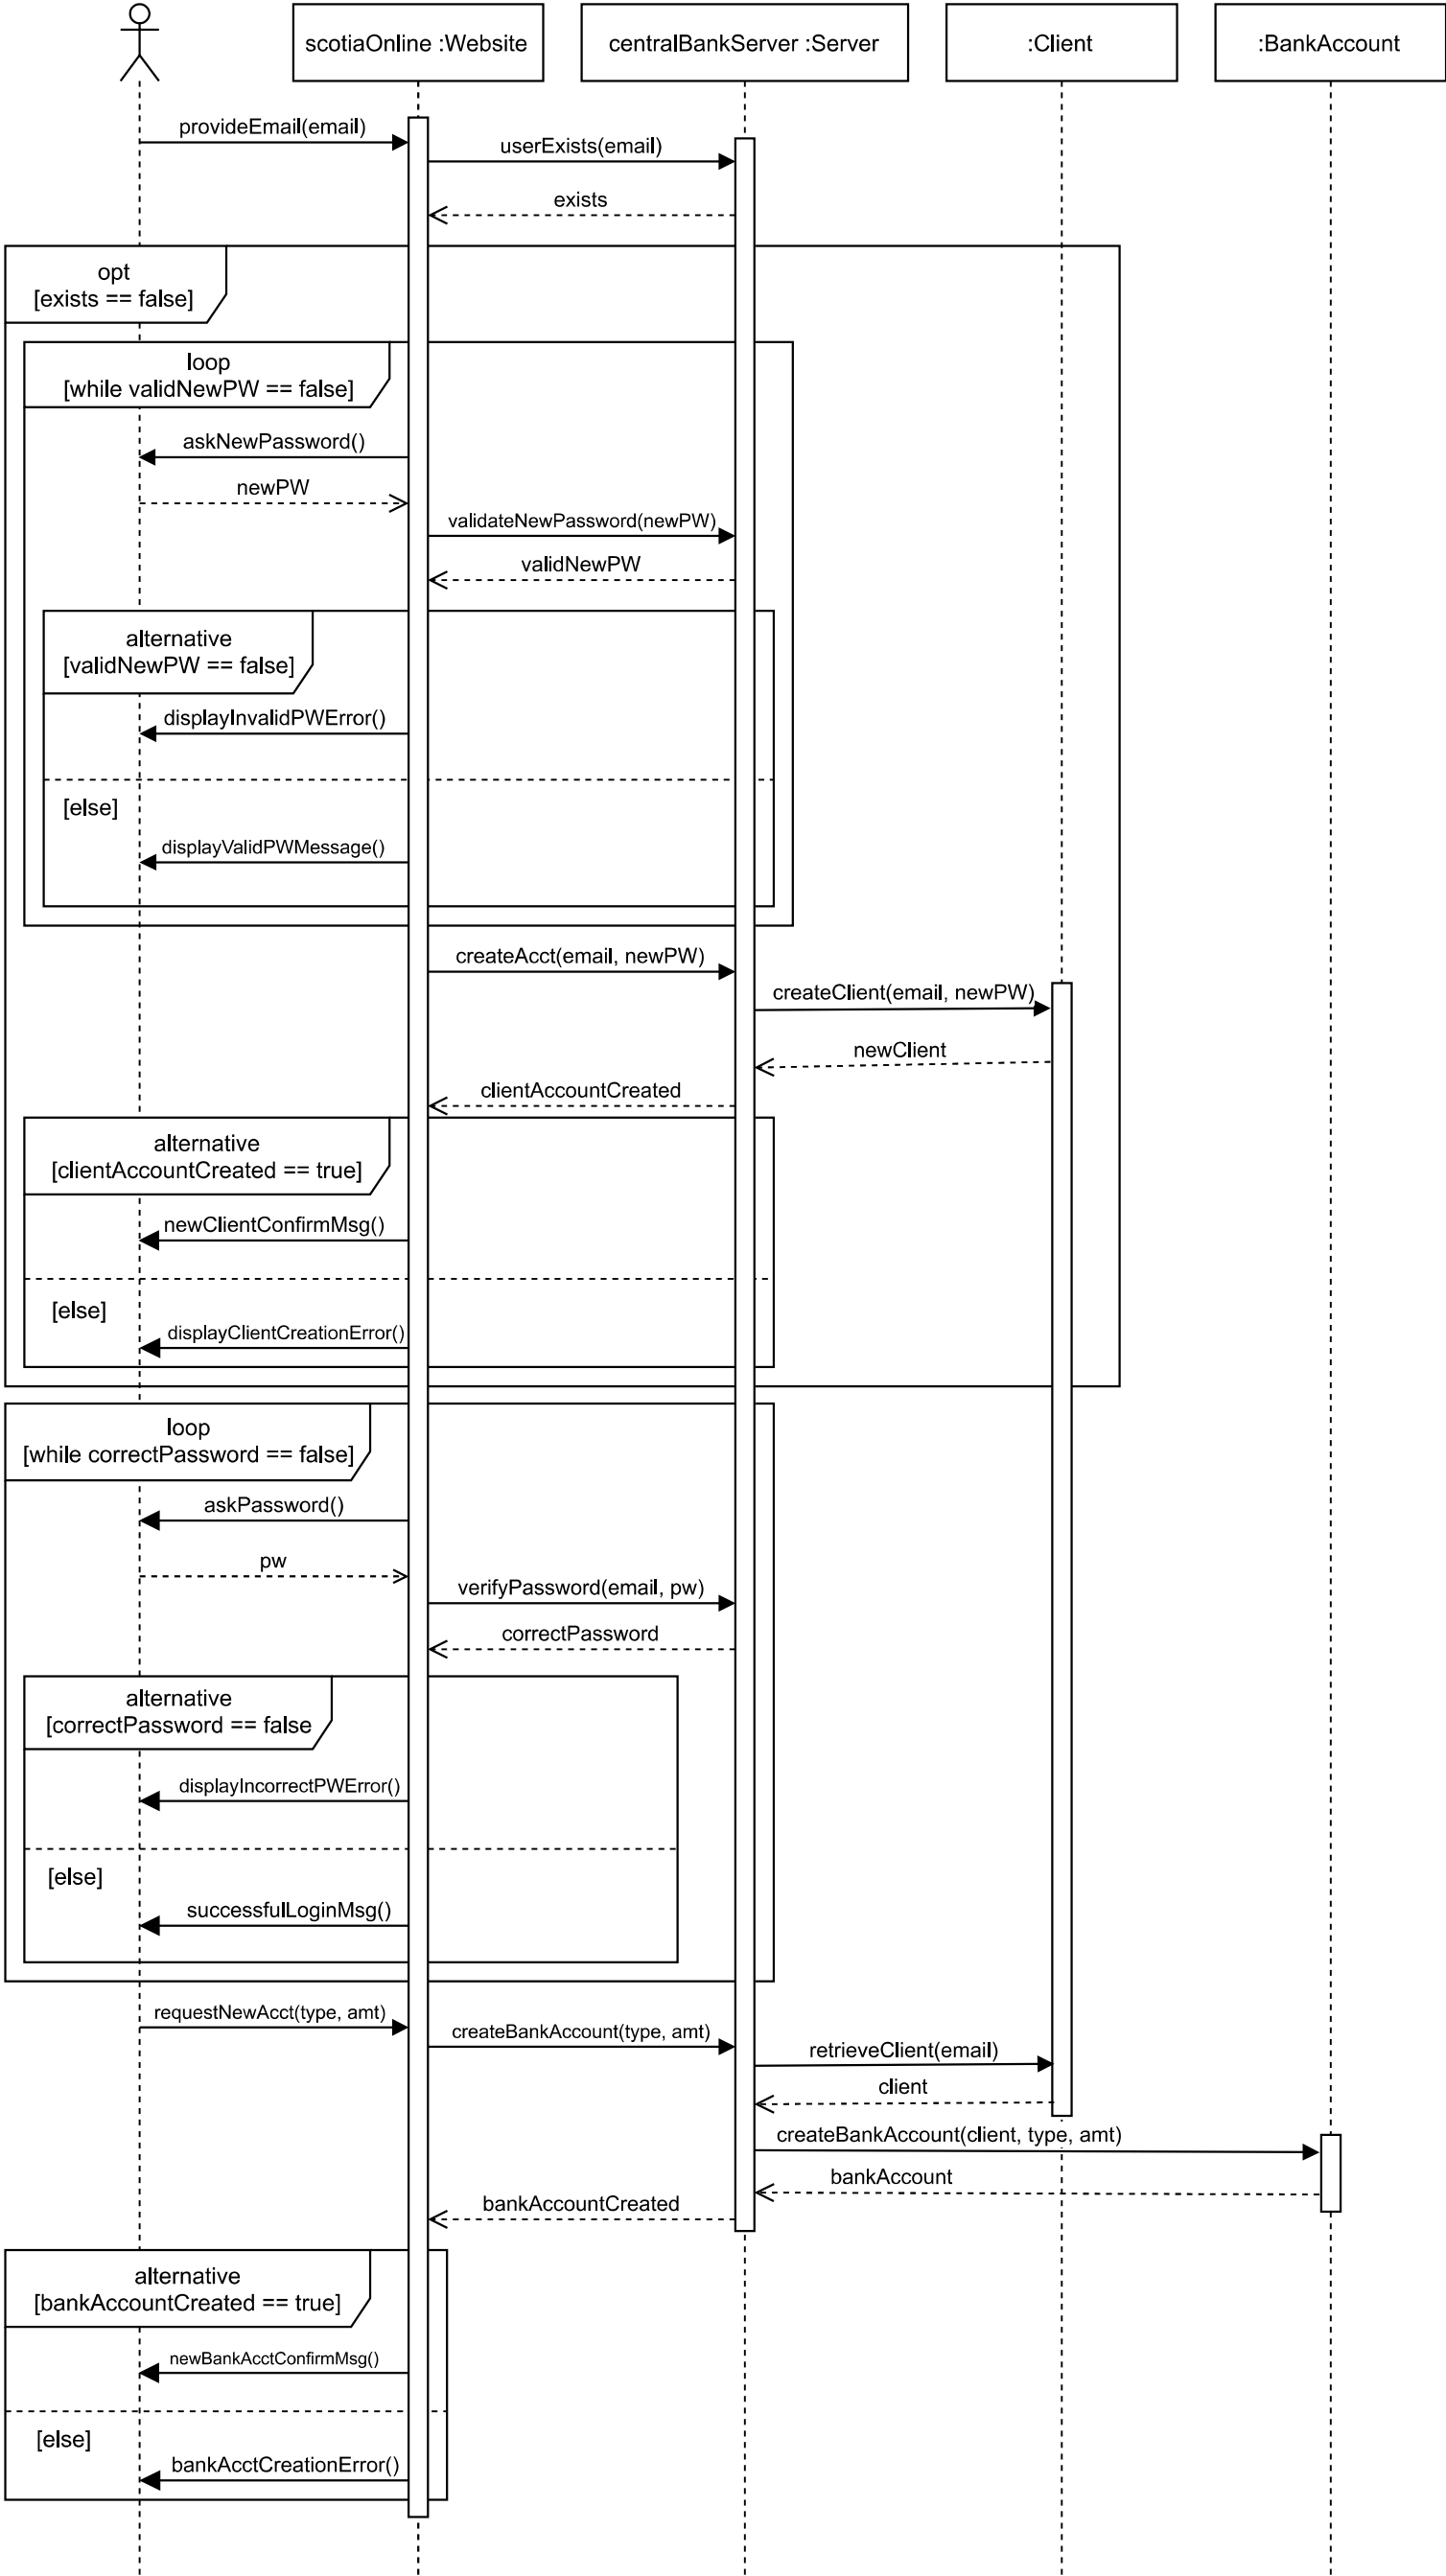 scotiaOnline :Website
centralBankServer :Server
:Client
:BankAccount
provideEmail(email)
userExists(email)
exists
opt
[exists == false]
loop
[while validNewPW == false]
askNewPassword()
newPW
validateNewPassword(newPW)
validNewPW
alternative
[validNewPW == false]
displayInvalidPWError()
[else]
displayValidPWMessage()
createAcct(email, newPW)
createClient(email, newPW)
newClient
clientAccountCreated
alternative
[clientAccountCreated == true]
newClientConfirmMsg()
[else]
displayClientCreationError()
loop
[while correctPassword == false]
askPassword()
pw
verifyPassword(email, pw)
correctPassword
alternative
[correctPassword == false
displayIncorrectPWError()
[else]
successfulLoginMsg()
requestNewAcct(type, amt)
createBankAccount(type, amt)
retrieveClient(email)
client
createBankAccount(client, type, amt)
bankAccount
bankAccountCreated
alternative
[bankAccountCreated == true]
newBankAcctConfirmMsg()
[else]
bankAcctCreationError()